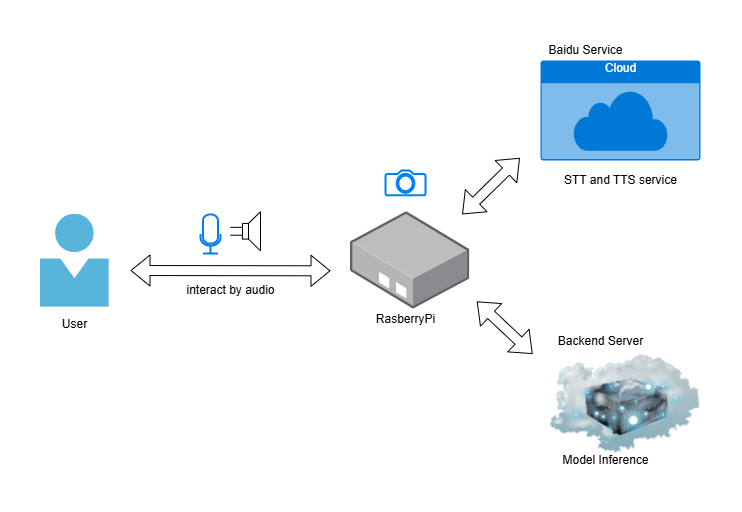 Baidu Service
Cloud
STT and TTS service
interact by audio
User
RasberryPi
Backend Server
Model Inference